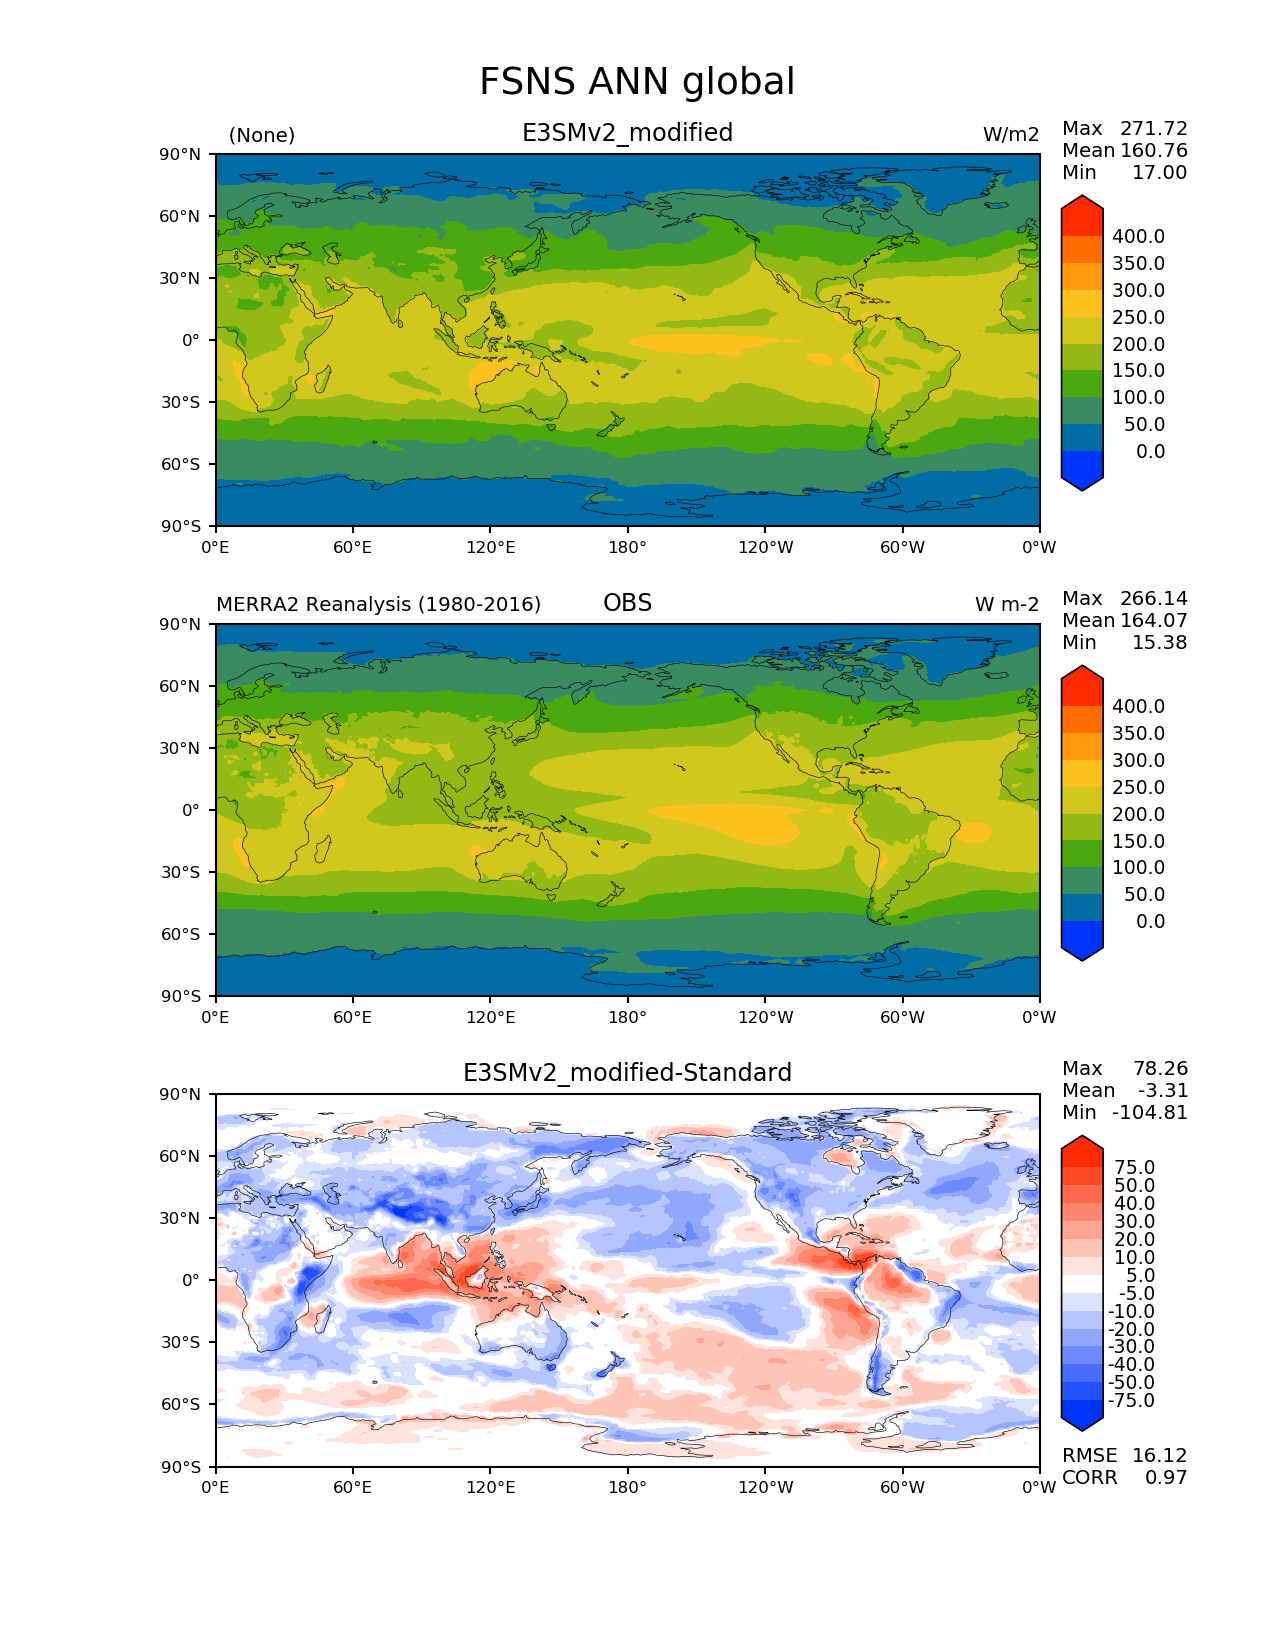 FSNS ANN global
(None) E3SMv2_modified W/m2
Max 271.72
Mean 160.76
Min 17.00
90°N
60°N
30°N
0°
30°S
60°S
90°S
0°E 60°E 120°E 180° 120°W 60°W 0°W
400.0
350.0
300.0
250.0
200.0
150.0
100.0
50.0
0.0
MERRA2 Reanalysis (1980-2016) OBS W m-2
Max 266.14
Mean 164.07
Min 15.38
90°N
60°N
30°N
0°
30°S
60°S
90°S
0°E 60°E 120°E 180° 120°W 60°W 0°W
400.0
350.0
300.0
250.0
200.0
150.0
100.0
50.0
0.0
E3SMv2_modified-Standard
Max 78.26
Mean -3.31
Min -104.81
90°N
60°N
30°N
0°
30°S
60°S
90°S
0°E 60°E 120°E 180° 120°W 60°W 0°W
75.0
50.0
40.0
30.0
20.0
10.0
5.0
-5.0
-10.0
-20.0
-30.0
-40.0
-50.0
-75.0
RMSE 16.12
CORR 0.97